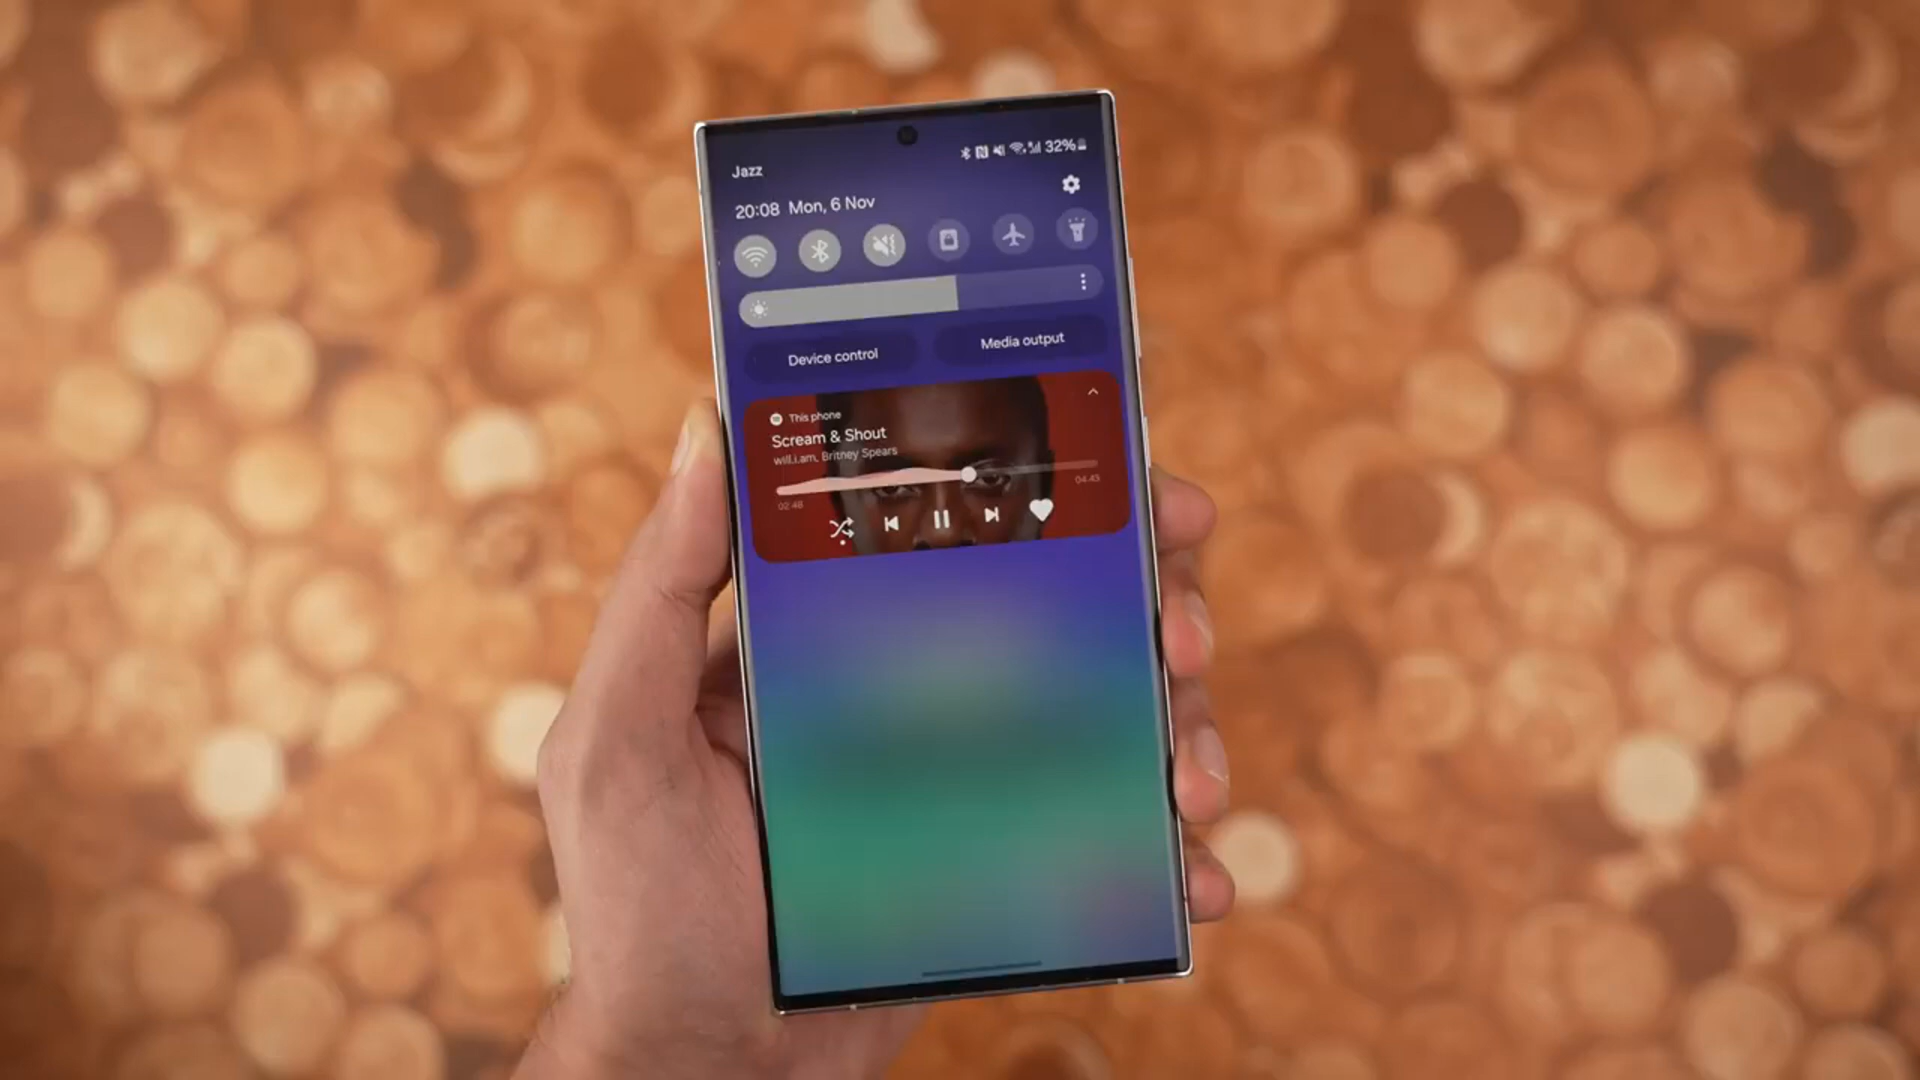 Jazz
32%
20:08 Mon, 6 Nov
Device control
Media output
This phone
Scream & Shout
will.i.am, Britney Spears
02:48
04:43